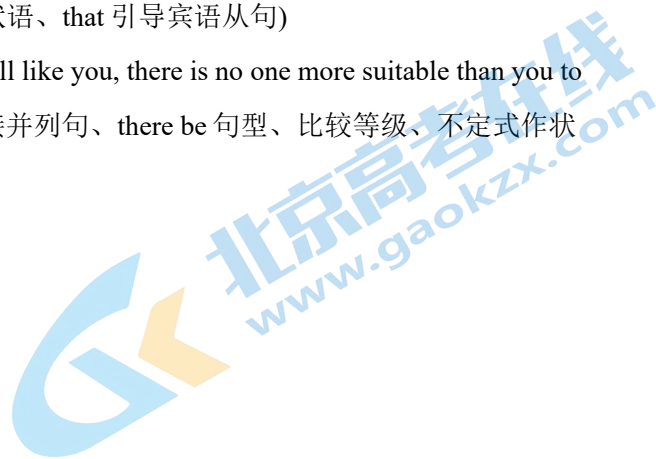 语、that 引导宾语从句)
ll like you, there is no one more suitable than you to
并列句、there be 句型、比较等级、不定式作状
北京高考在线
www.gaokzx.com